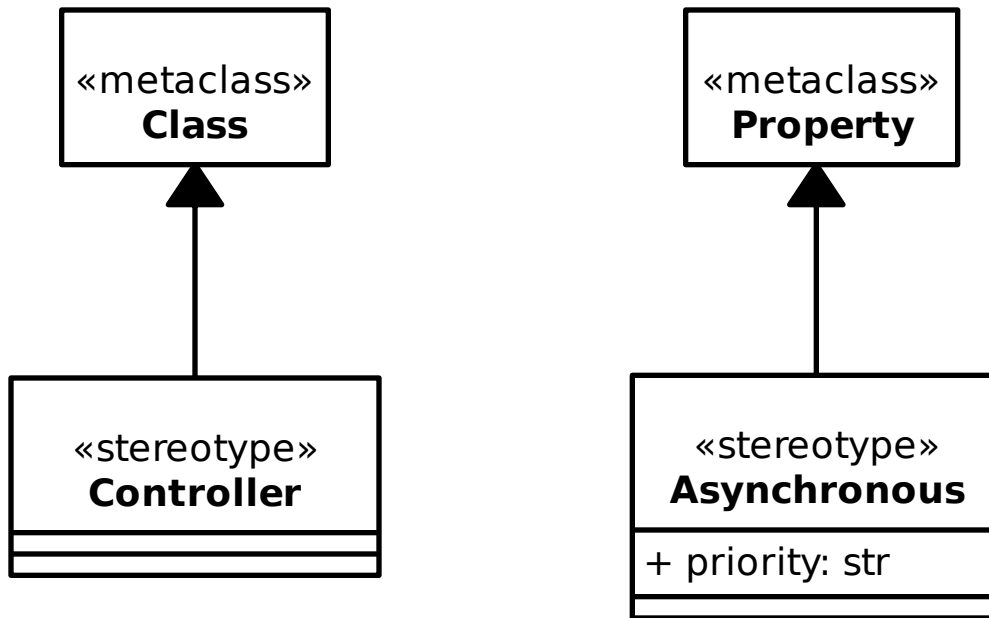 «metaclass»
Class
«metaclass»
Property
«stereotype»
Controller
«stereotype»
Asynchronous
+ priority: str